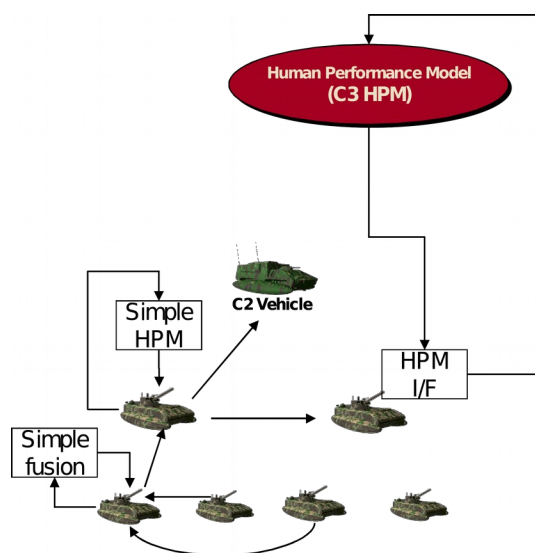 Human Performance Model
(C3 HPM)
C2 Vehicle
Simple
HPM
HPM
I/F
Simple
fusion